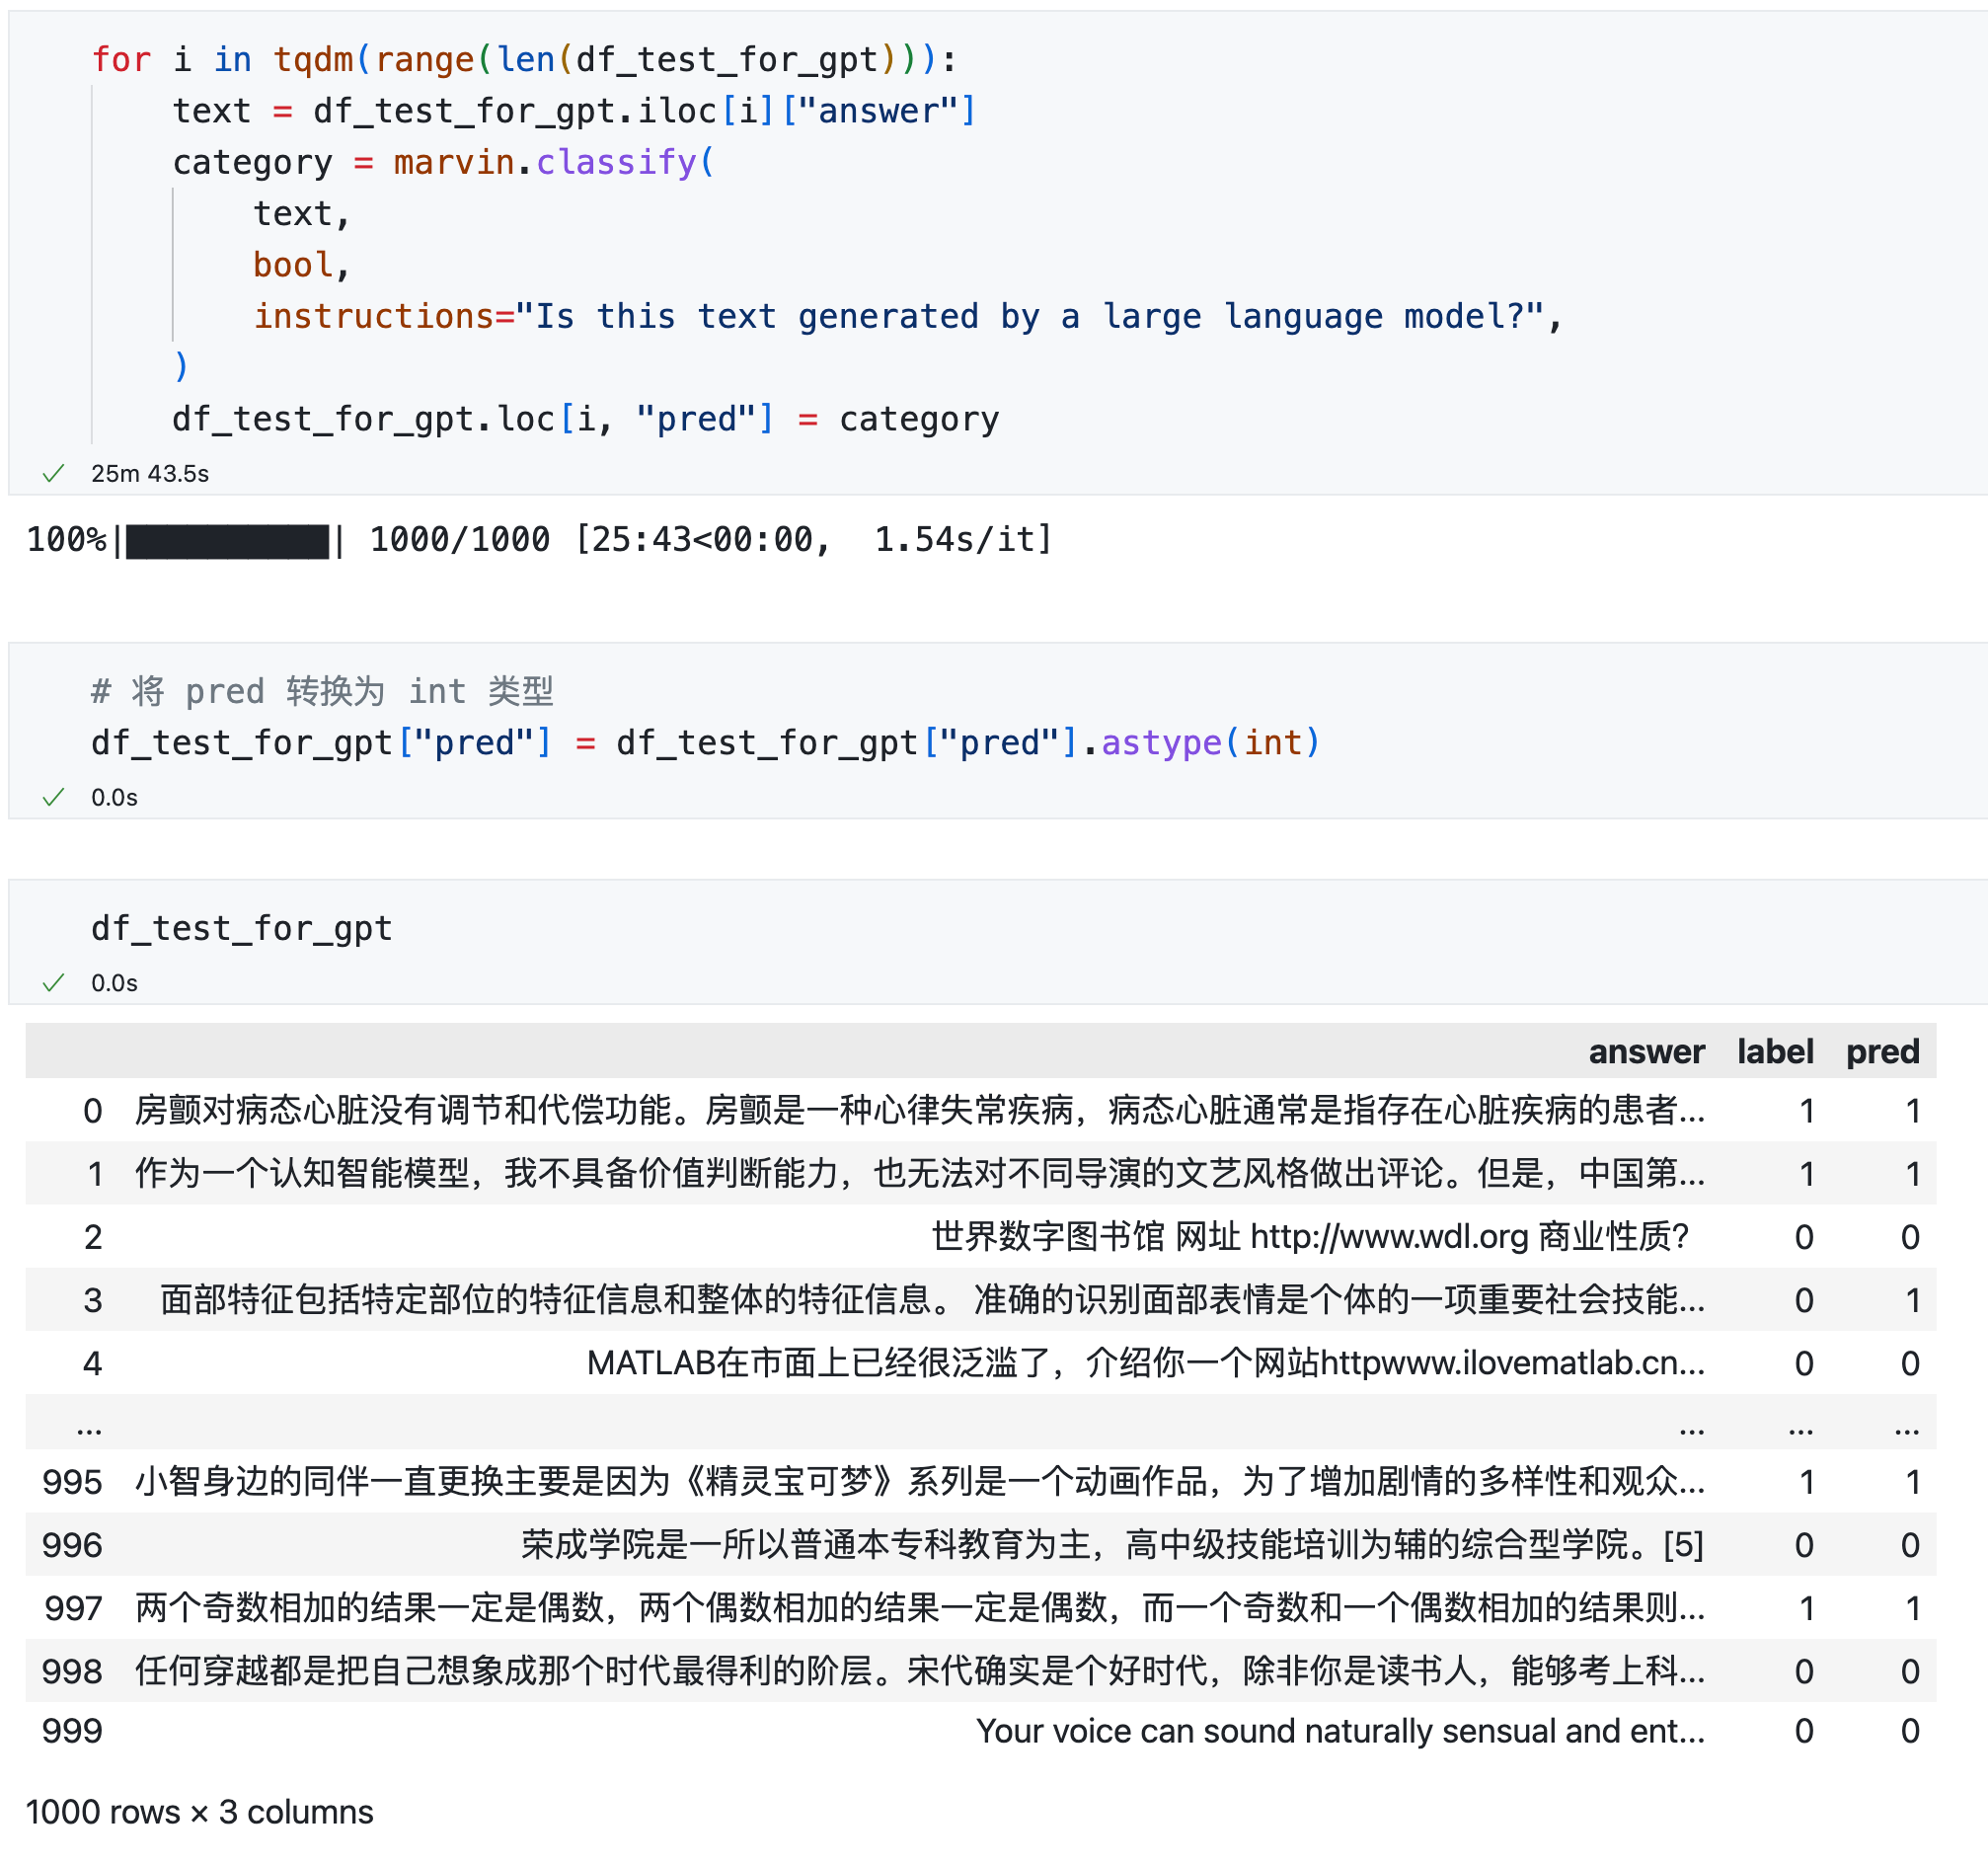 for i in tqdm(range(len(df_test_for_gpt))):
    text = df_test_for_gpt.iloc[i]["answer"]
    category = marvin.classify(
        text,
        bool,
        instructions="Is this text generated by a large language model?",
    )
    df_test_for_gpt.loc[i, "pred"] = category
✓ 25m 43.5s
100%|██████████| 1000/1000 [25:43<00:00,  1.54s/it]
# 将 pred 转换为 int 类型
df_test_for_gpt["pred"] = df_test_for_gpt["pred"].astype(int)
✓ 0.0s
df_test_for_gpt
✓ 0.0s
answer label pred
0 房颤对病态心脏没有调节和代偿功能。房颤是一种心律失常疾病，病态心脏通常是指存在心脏疾病的患者... 1 1
1 作为一个认知智能模型，我不具备价值判断能力，也无法对不同导演的文艺风格做出评论。但是，中国第... 1 1
2 世界数字图书馆 网址 http://www.wdl.org 商业性质？ 0 0
3 面部特征包括特定部位的特征信息和整体的特征信息。 准确的识别面部表情是个体的一项重要社会技能... 0 1
4 MATLAB在市面上已经很泛滥了，介绍你一个网站httpwww.ilovematlab.cn... 0 0
... ... ... ...
995 小智身边的同伴一直更换主要是因为《精灵宝可梦》系列是一个动画作品，为了增加剧情的多样性和观众... 1 1
996 荣成学院是一所以普通本专科教育为主，高中级技能培训为辅的综合型学院。[5] 0 0
997 两个奇数相加的结果一定是偶数，两个偶数相加的结果一定是偶数，而一个奇数和一个偶数相加的结果则... 1 1
998 任何穿越都是把自己想象成那个时代最得利的阶层。宋代确实是个好时代，除非你是读书人，能够考上科... 0 0
999 Your voice can sound naturally sensual and ent... 0 0
1000 rows × 3 columns